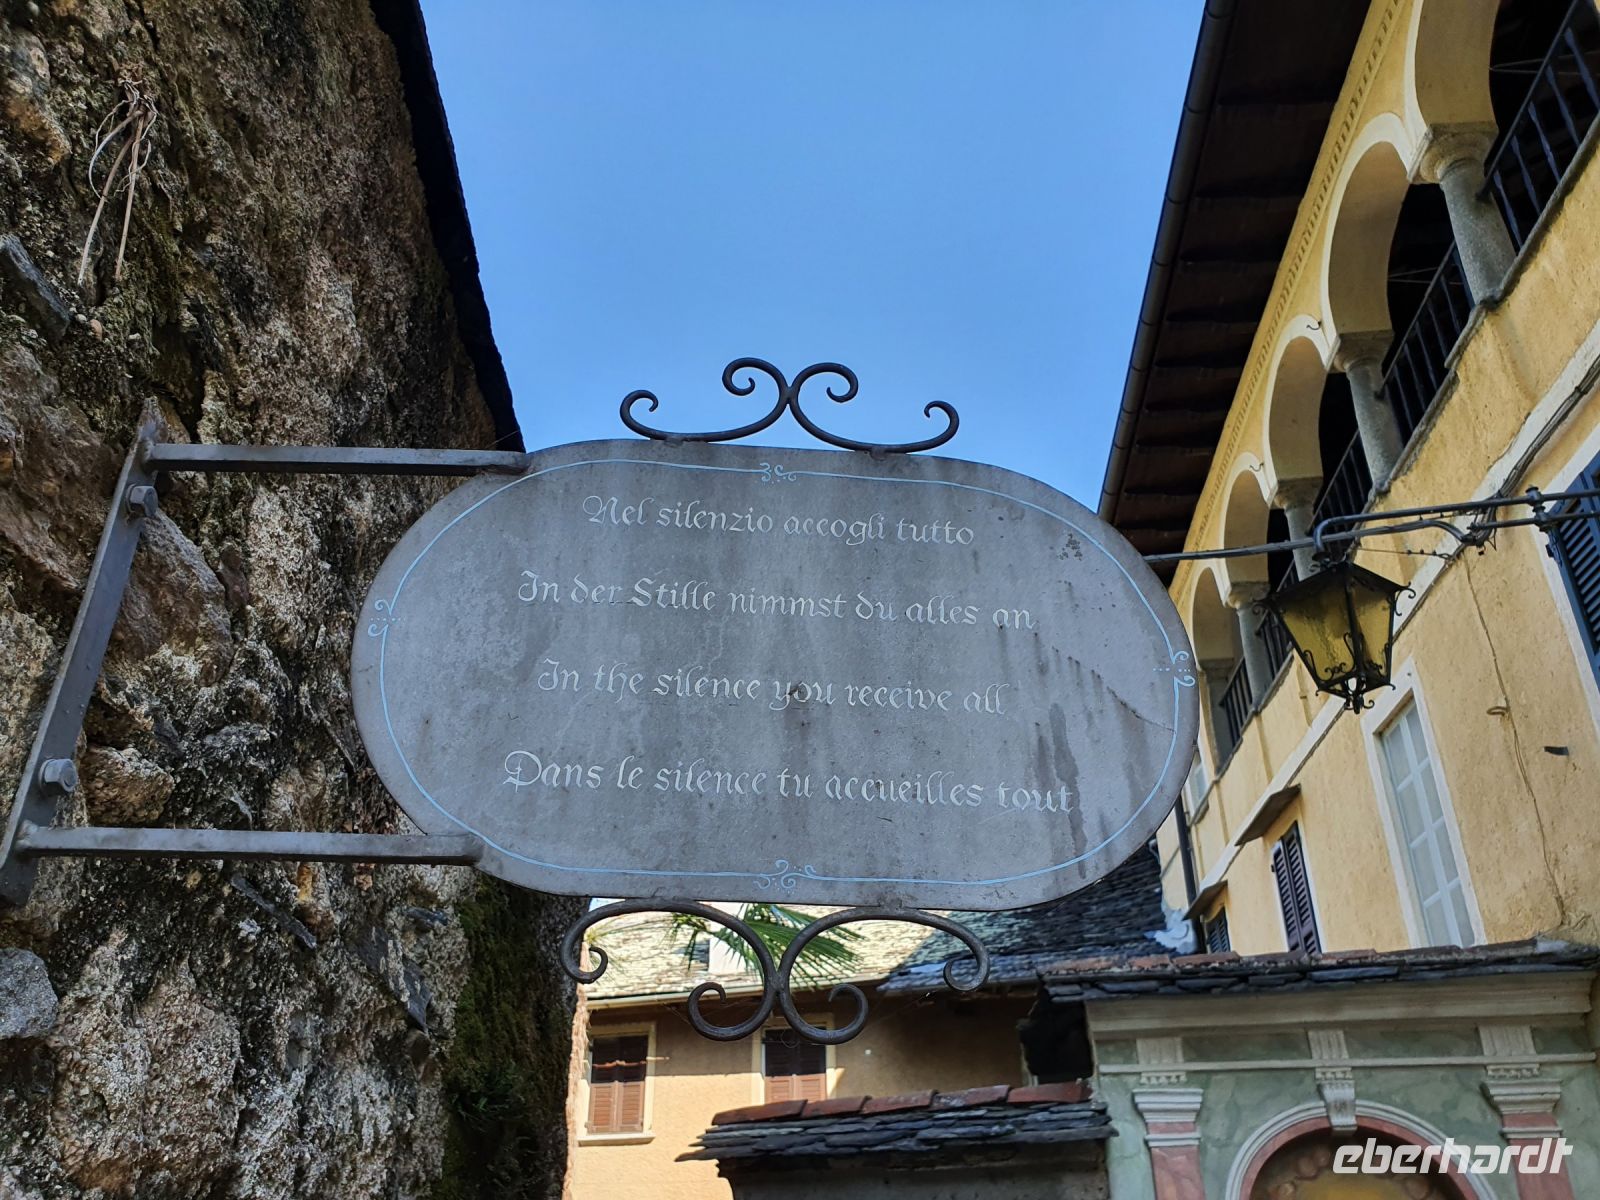 Nel silenzio accogli tutto
In der Stille nimmst du alles an
In the silence you receive all
Dans le silence tu accueilles tout
eberhardt